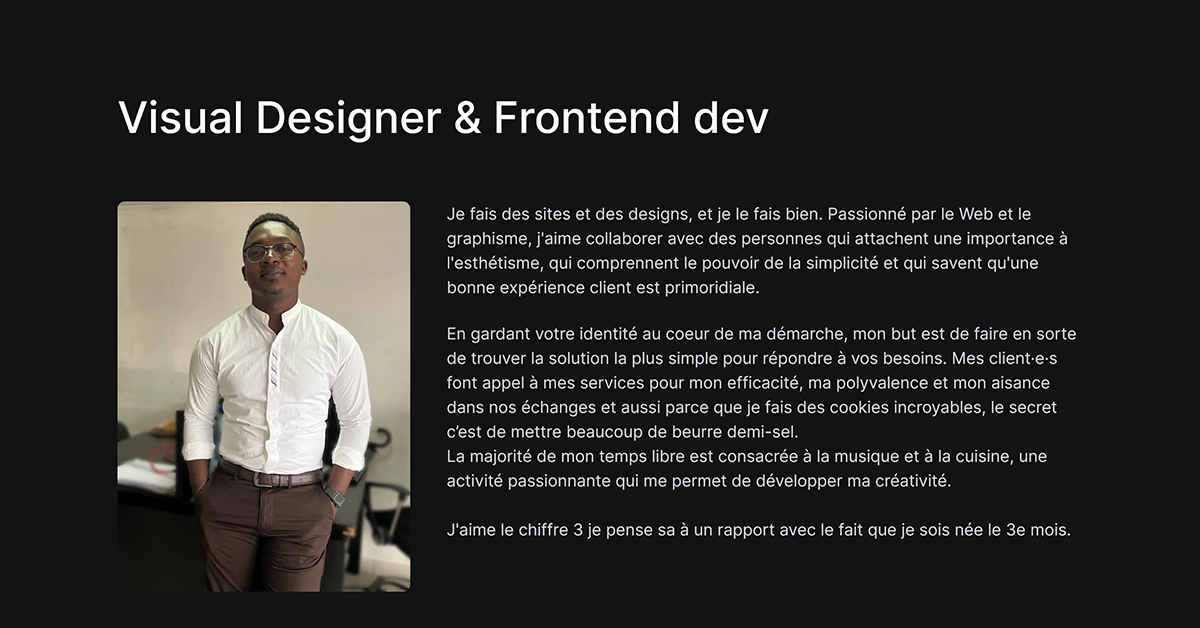 Visual Designer & Frontend dev
Je fais des sites et des designs, et je le fais bien. Passionné par le Web et le
graphisme, j'aime collaborer avec des personnes qui attachent une importance à
l'esthétisme, qui comprennent le pouvoir de la simplicité et qui savent qu'une
bonne expérience client est primoridiale.
En gardant votre identité au coeur de ma démarche, mon but est de faire en sorte
de trouver la solution la plus simple pour répondre à vos besoins. Mes client·e·s
font appel à mes services pour mon efficacité, ma polyvalence et mon aisance
dans nos échanges et aussi parce que je fais des cookies incroyables, le secret
c’est de mettre beaucoup de beurre demi-sel.
La majorité de mon temps libre est consacrée à la musique et à la cuisine, une
activité passionnante qui me permet de développer ma créativité.
J'aime le chiffre 3 je pense sa à un rapport avec le fait que je sois née le 3e mois.